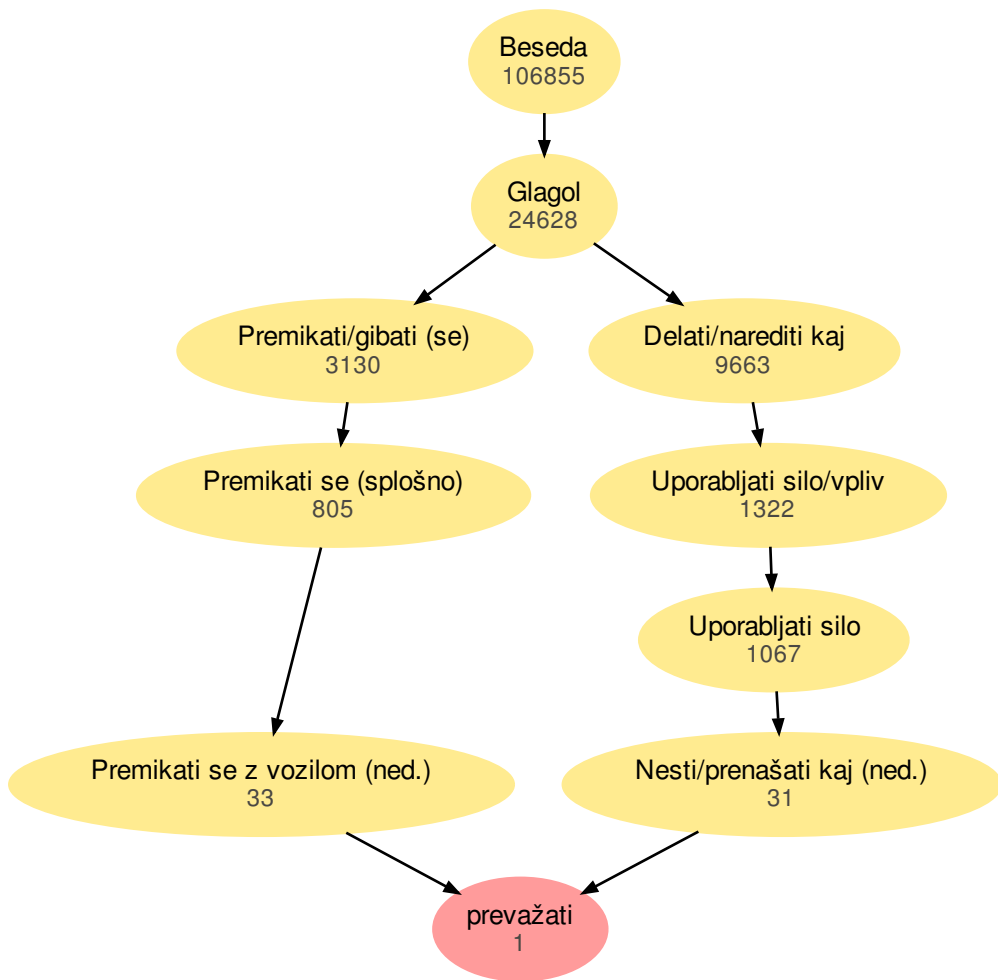 Beseda
106855
Glagol
24628
Premikati/gibati (se)
3130
Delati/narediti kaj
9663
Premikati se (splošno)
805
Uporabljati silo/vpliv
1322
Uporabljati silo
1067
Premikati se z vozilom (ned.)
33
Nesti/prenašati kaj (ned.)
31
prevažati
1